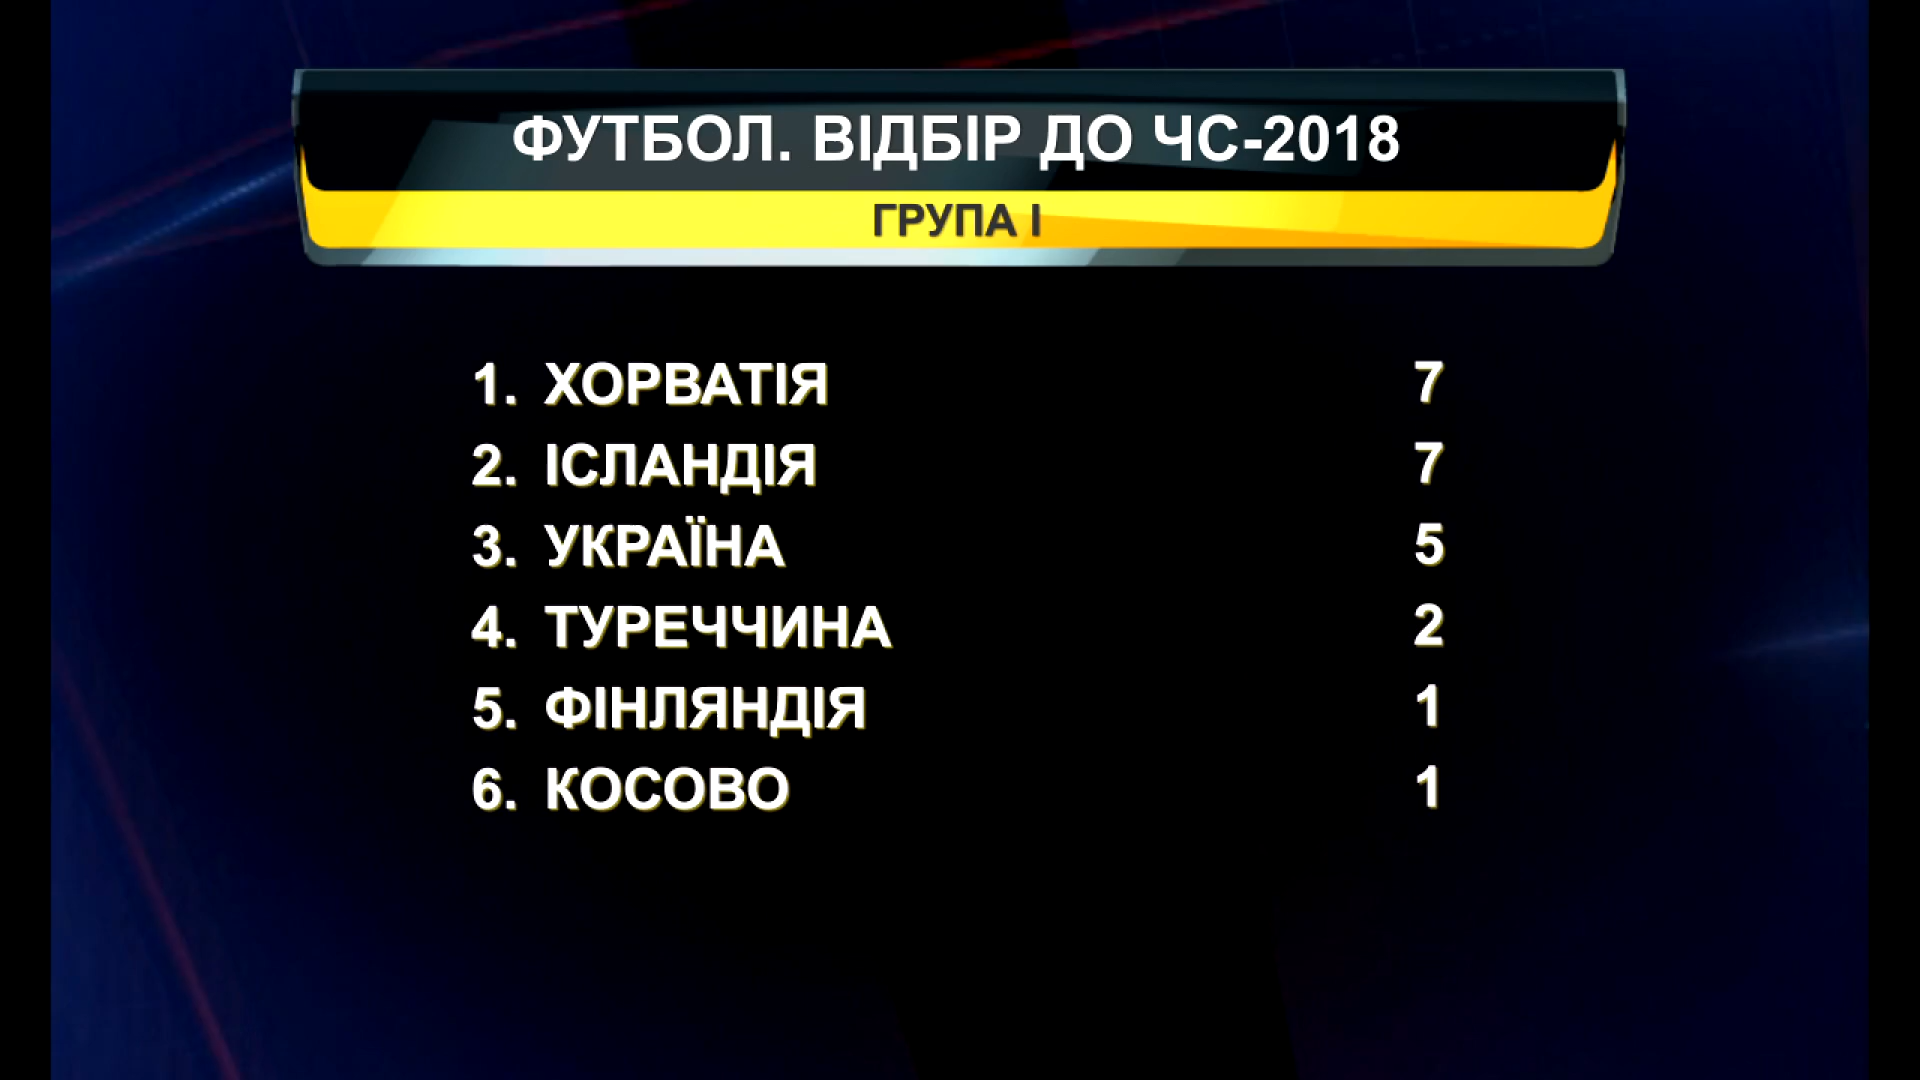 ФУТБОЛ. ВІДБІР ДО ЧС-2018
ГРУПА I
1. ХОРВАТІЯ 7
2. ІСЛАНДІЯ 7
3. УКРАЇНА 5
4. ТУРЕЧЧИНА 2
5. ФІНЛЯНДІЯ 1
6. КОСОВО 1